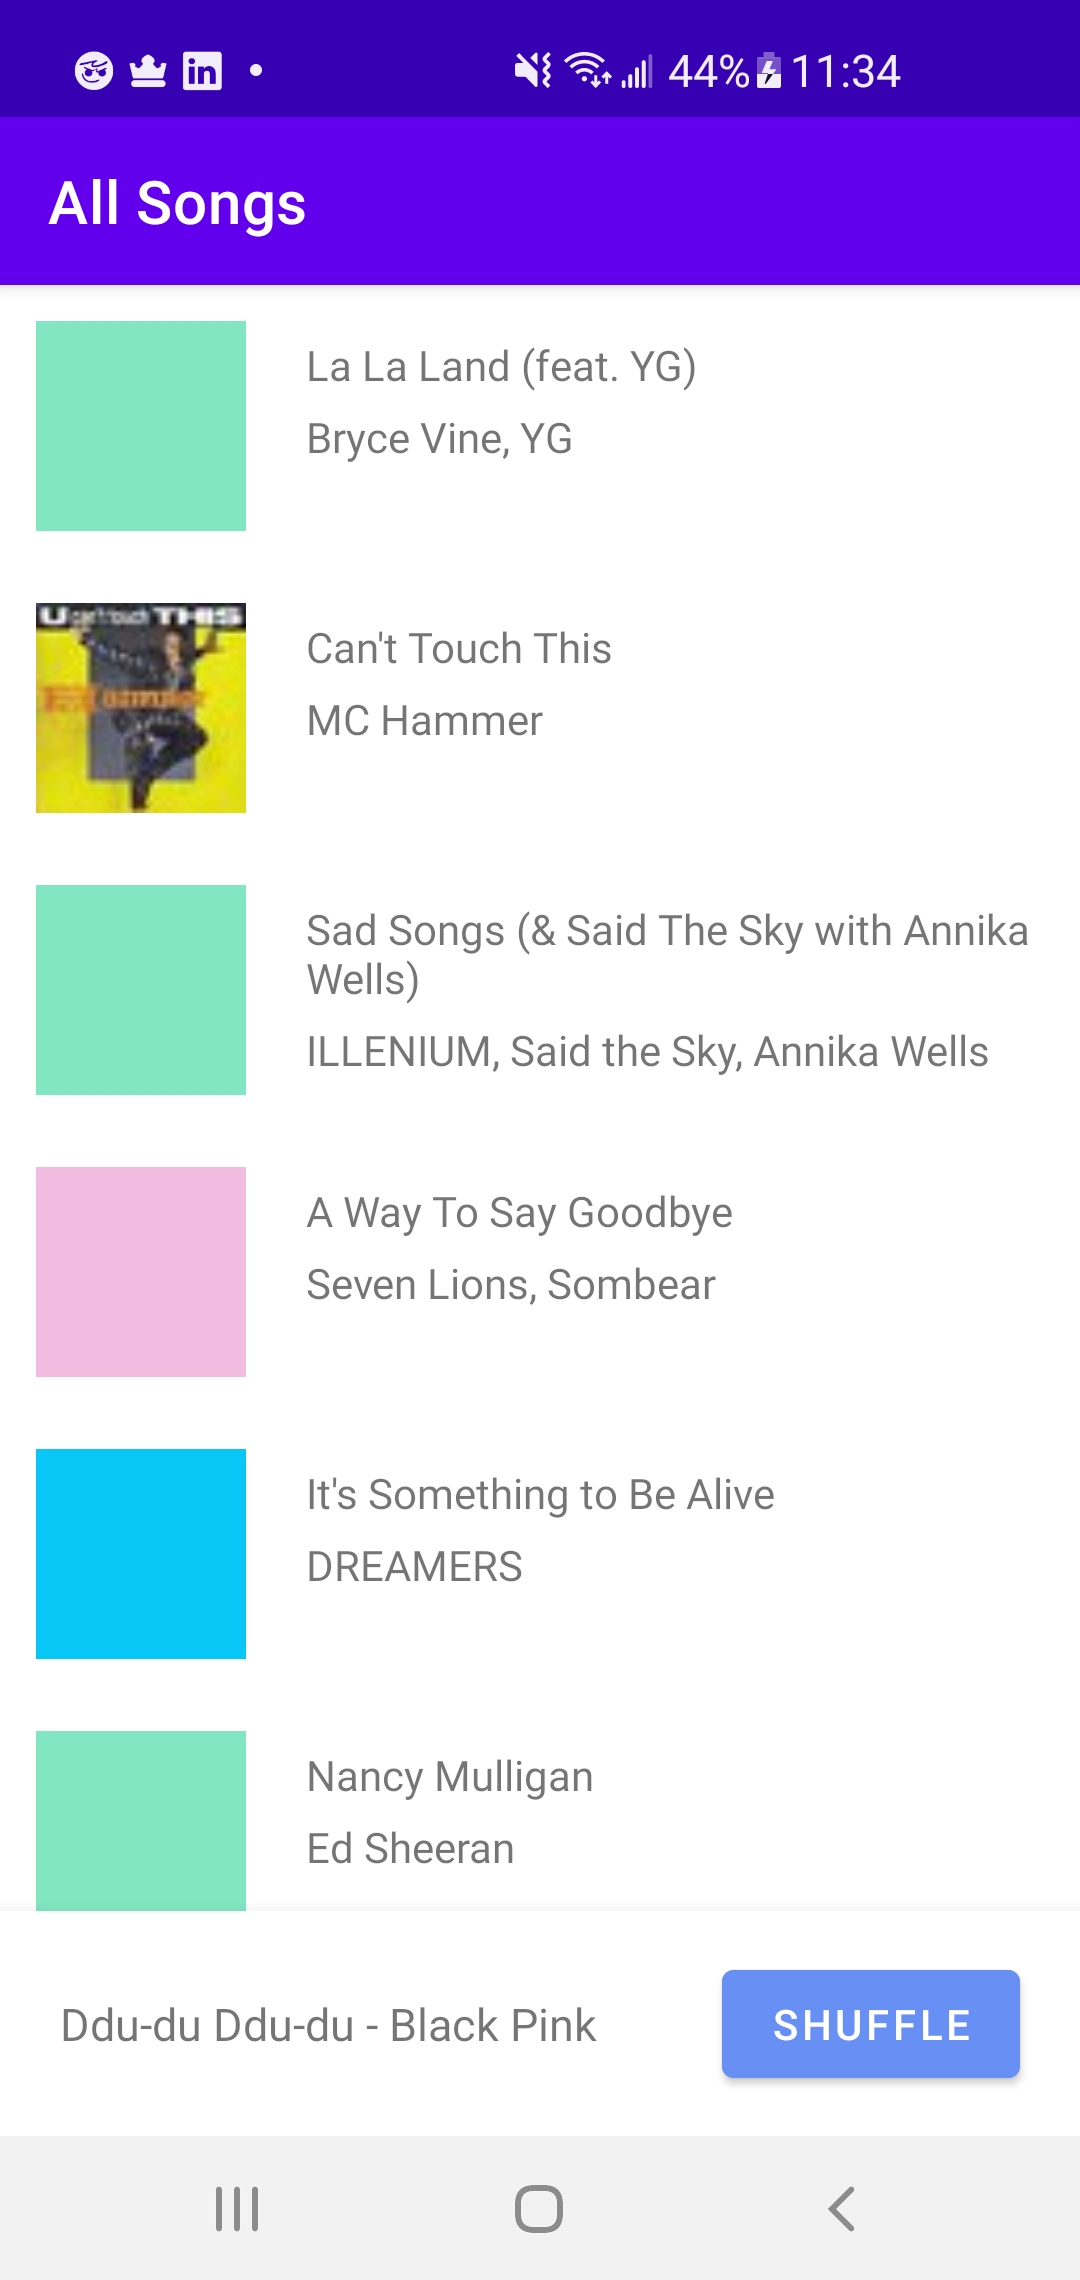 44% 11:34
All Songs
La La Land (feat. YG)
Bryce Vine, YG
U can't touch THIS
Can't Touch This
MC Hammer
Sad Songs (& Said The Sky with Annika
Wells)
ILLENIUM, Said the Sky, Annika Wells
A Way To Say Goodbye
Seven Lions, Sombear
It's Something to Be Alive
DREAMERS
Nancy Mulligan
Ed Sheeran
Ddu-du Ddu-du - Black Pink
SHUFFLE